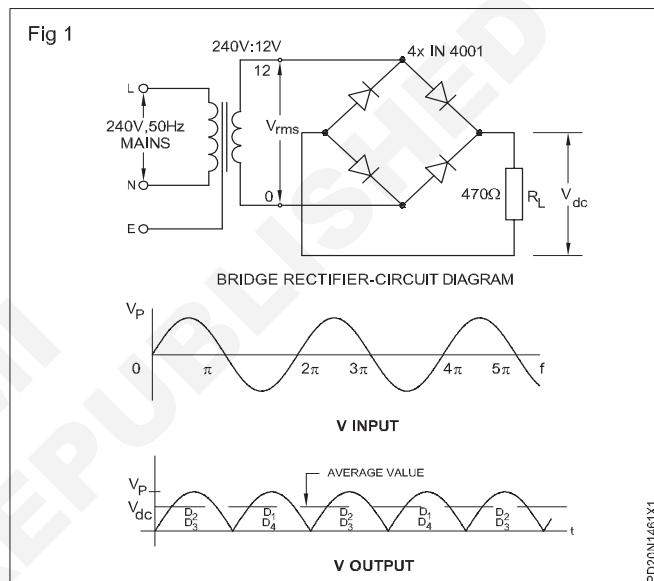 Fig 1
240V:12V
4x IN 4001
12
L
240V,50Hz
MAINS
Vrms
N
0
E
470Ω
RL
Vdc
BRIDGE RECTIFIER-CIRCUIT DIAGRAM
VP
0 π 2π 3π 4π 5π f
V INPUT
AVERAGE VALUE
VP
Vdc
D2 D1 D2 D1 D2
D3 D4 D3 D4 D3
t
V OUTPUT
REPUBLISHED